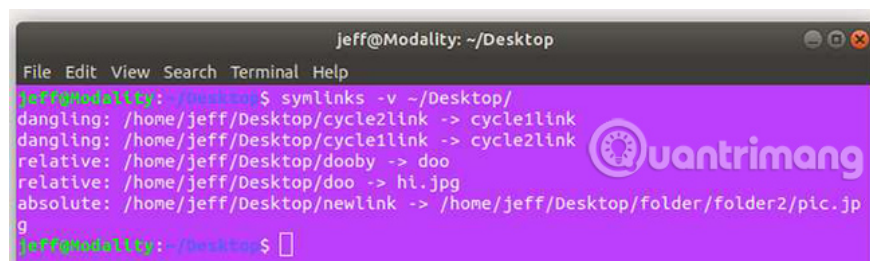 jeff@Modality: ~/Desktop
File Edit View Search Terminal Help
jeff@Modality:~/Desktop$ symlinks -v ~/Desktop/
dangling: /home/jeff/Desktop/cycle2link -> cycle1link
dangling: /home/jeff/Desktop/cycle1link -> cycle2link
relative: /home/jeff/Desktop/dooby -> doo
relative: /home/jeff/Desktop/doo -> hi.jpg
absolute: /home/jeff/Desktop/newlink -> /home/jeff/Desktop/folder/folder2/pic.jp
g
jeff@Modality:~/Desktop$
Quantrimang